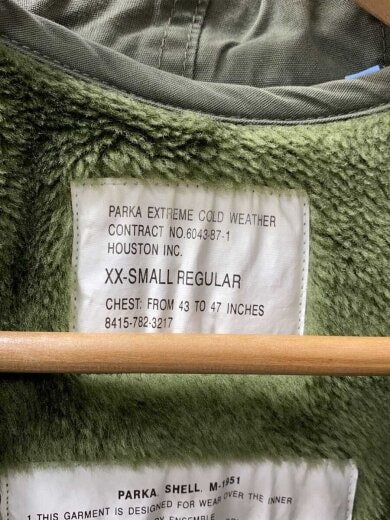 PARKA EXTREME COLD WEATHER
CONTRACT NO.6043-87-1
HOUSTON INC.
XX-SMALL REGULAR
CHEST: FROM 43 TO 47 INCHES
8415-782-3217
PARKA, SHELL, M-1951
1. THIS GARMENT IS DESIGNED FOR WEAR OVER THE INNER
ENSEMBLE